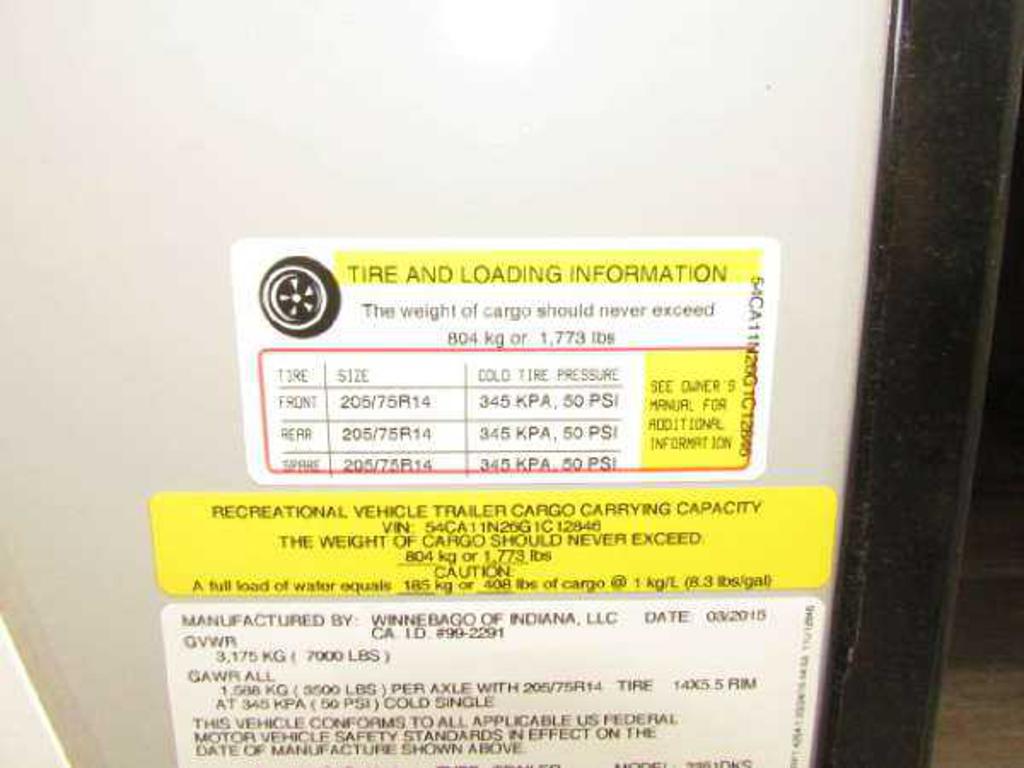 TIRE AND LOADING INFORMATION
The weight of cargo should never exceed
804 kg or 1,773 lbs
TIRE SIZE COLD TIRE PRESSURE
FRONT 205/75R14 345 KPA, 50 PSI
REAR 205/75R14 345 KPA, 50 PSI
SPARE 205/75R14 345 KPA, 50 PSI
SEE OWNER'S
MANUAL FOR
ADDITIONAL
INFORMATION
54CA11N26G1C12846
RECREATIONAL VEHICLE TRAILER CARGO CARRYING CAPACITY
VIN: 54CA11N26G1C12846
THE WEIGHT OF CARGO SHOULD NEVER EXCEED:
804 kg or 1,773 lbs
CAUTION:
A full load of water equals 185 kg or 408 lbs of cargo @ 1 kg/L (8.3 lbs/gal)
MANUFACTURED BY: WINNEBAGO OF INDIANA, LLC DATE: 03/2015
CA I.D. #99-2291
GVWR
3,175 KG ( 7000 LBS )
GAWR ALL
1,588 KG ( 3500 LBS ) PER AXLE WITH 205/75R14 TIRE 14X5.5 RIM
AT 345 KPA ( 50 PSI ) COLD SINGLE
THIS VEHICLE CONFORMS TO ALL APPLICABLE US FEDERAL
MOTOR VEHICLE SAFETY STANDARDS IN EFFECT ON THE
DATE OF MANUFACTURE SHOWN ABOVE.
TYPE: TRAILER MODEL: 2351DKS